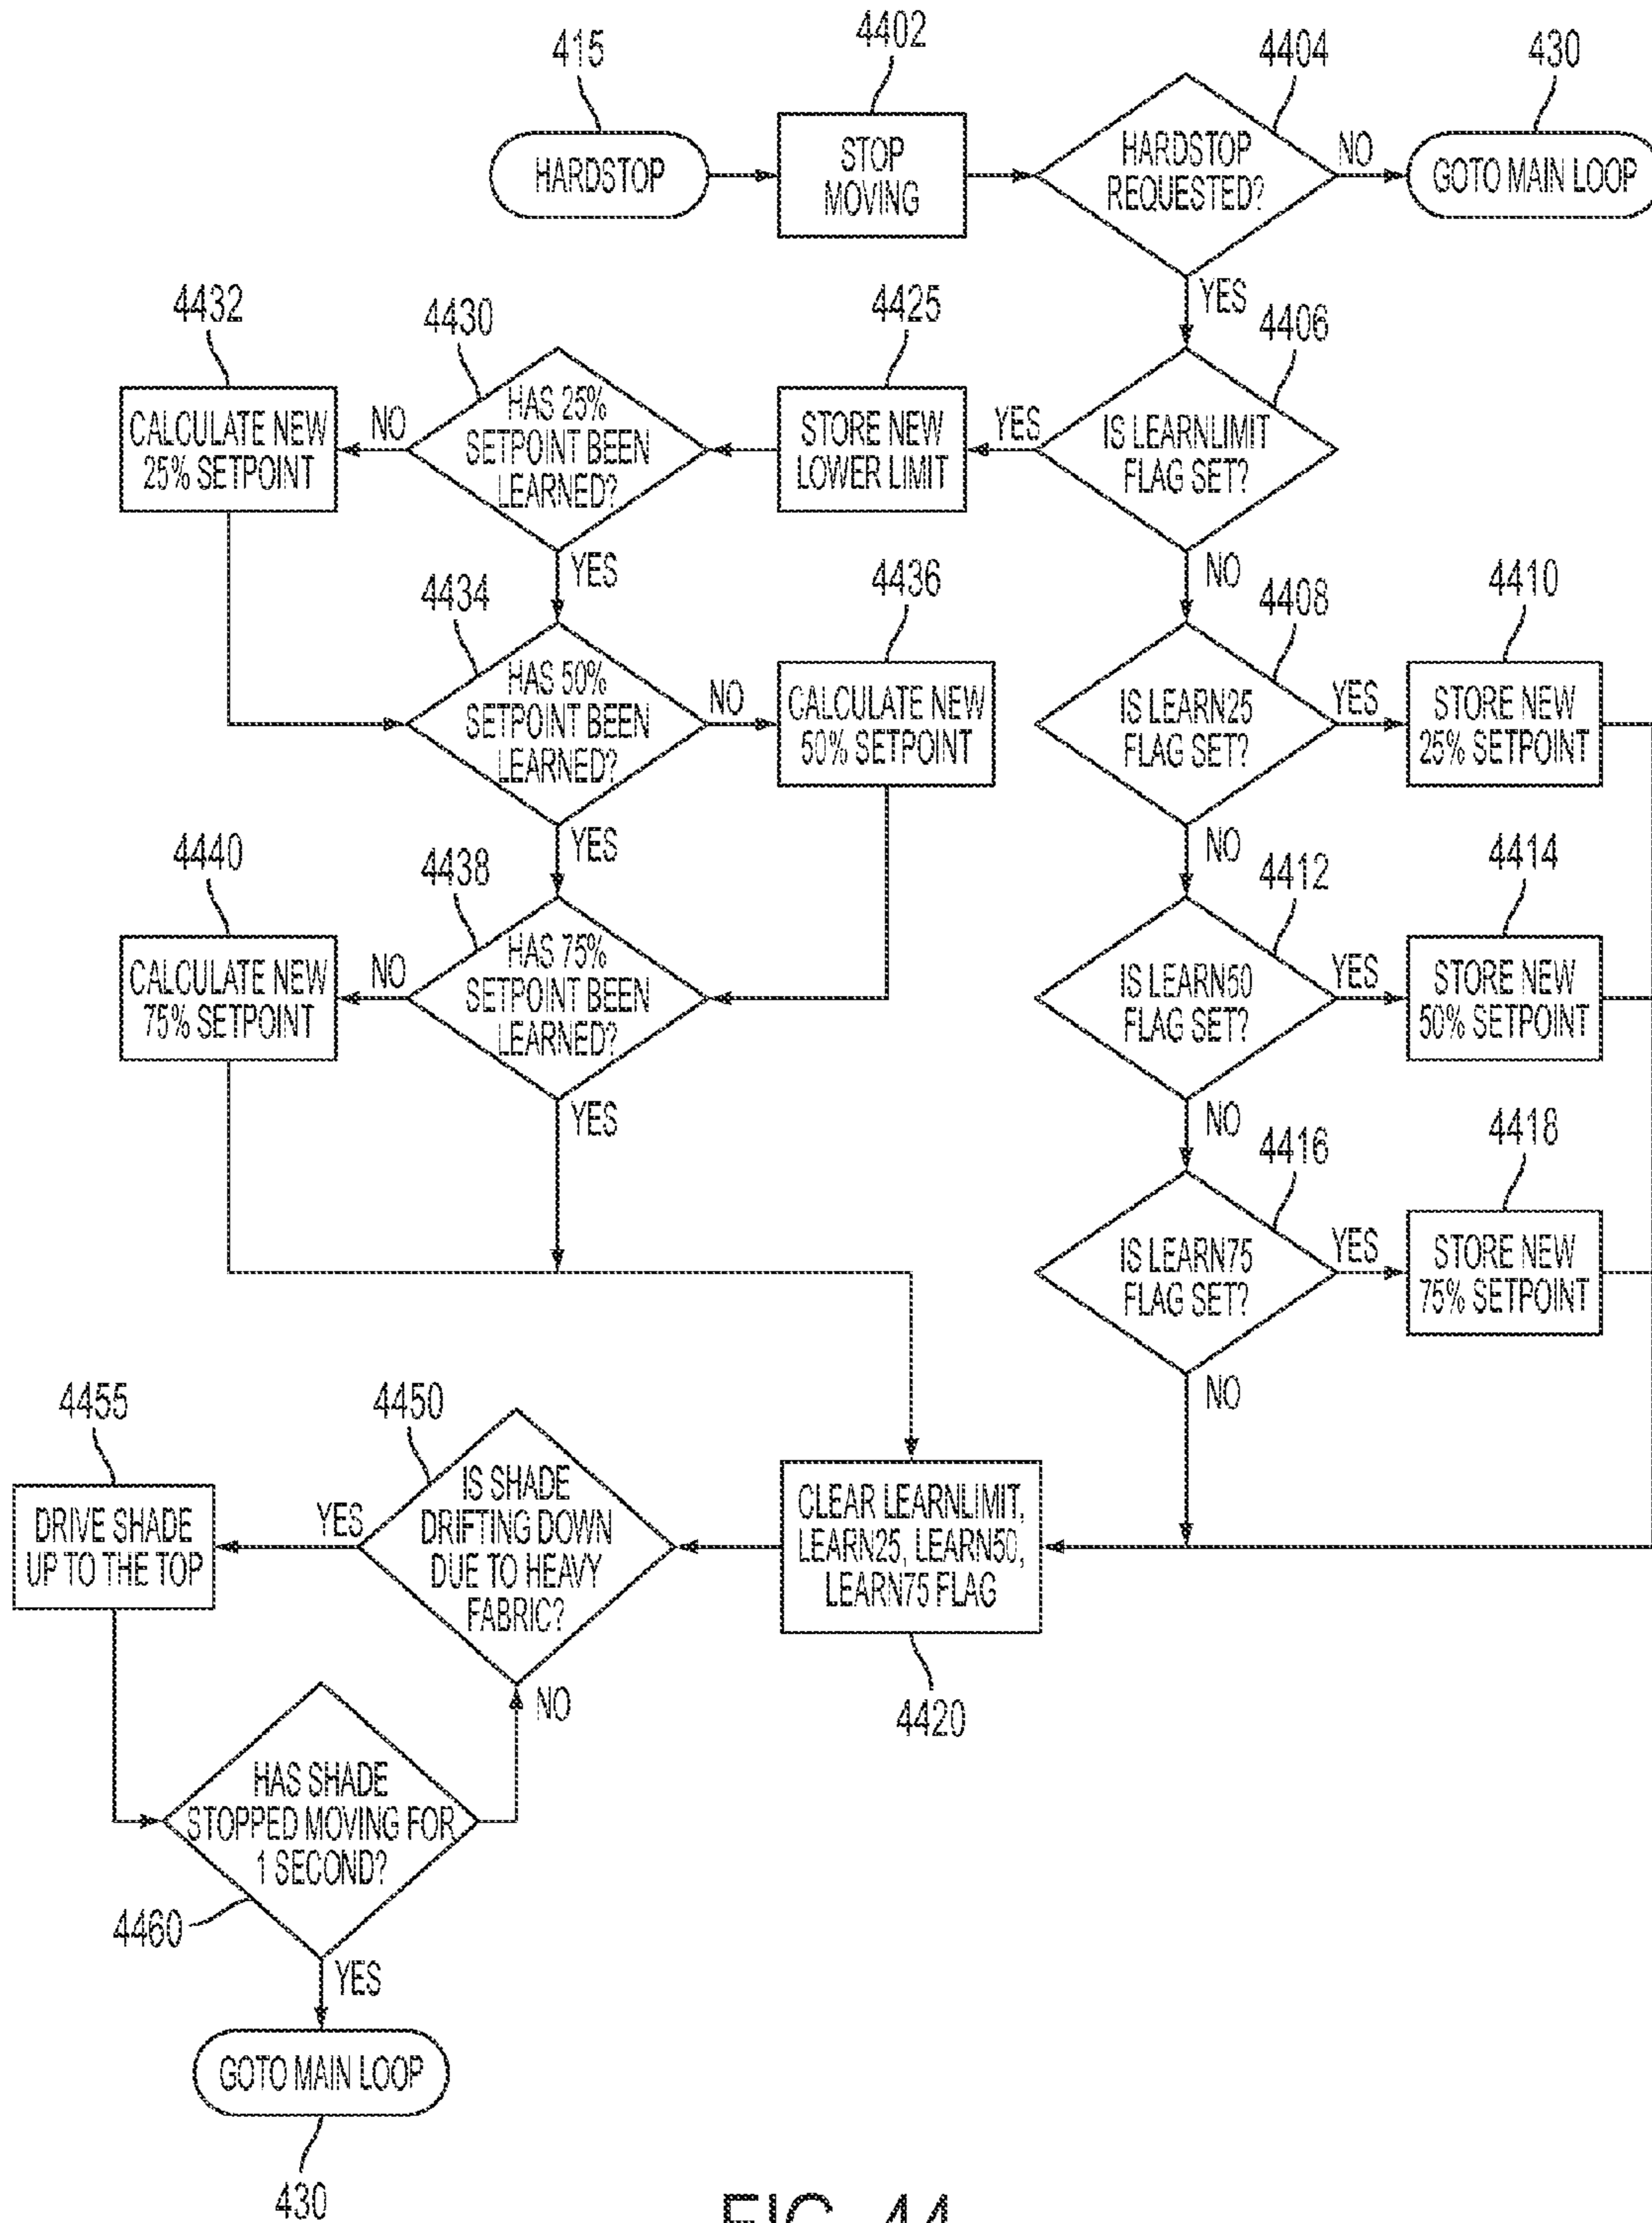 415
4402
4404
430
HARDSTOP
STOP
MOVING
HARDSTOP
REQUESTED?
NO
GOTO MAIN LOOP
YES
4432
4430
4425
4406
CALCULATE NEW
25% SETPOINT
NO
HAS 25%
SETPOINT BEEN
LEARNED?
STORE NEW
LOWER LIMIT
YES
IS LEARNLIMIT
FLAG SET?
YES
NO
4434
4436
4408
4410
HAS 50%
SETPOINT BEEN
LEARNED?
NO
CALCULATE NEW
50% SETPOINT
IS LEARN25
FLAG SET?
YES
STORE NEW
25% SETPOINT
YES
NO
4440
4438
4412
4414
CALCULATE NEW
75% SETPOINT
NO
HAS 75%
SETPOINT BEEN
LEARNED?
IS LEARN50
FLAG SET?
YES
STORE NEW
50% SETPOINT
YES
NO
4416
4418
IS LEARN75
FLAG SET?
YES
STORE NEW
75% SETPOINT
NO
4455
4450
DRIVE SHADE
UP TO THE TOP
YES
IS SHADE
DRIFTING DOWN
DUE TO HEAVY
FABRIC?
CLEAR LEARNLIMIT,
LEARN25, LEARN50,
LEARN75 FLAG
NO
4420
HAS SHADE
STOPPED MOVING FOR
1 SECOND?
4460
YES
GOTO MAIN LOOP
430
FIG. 44